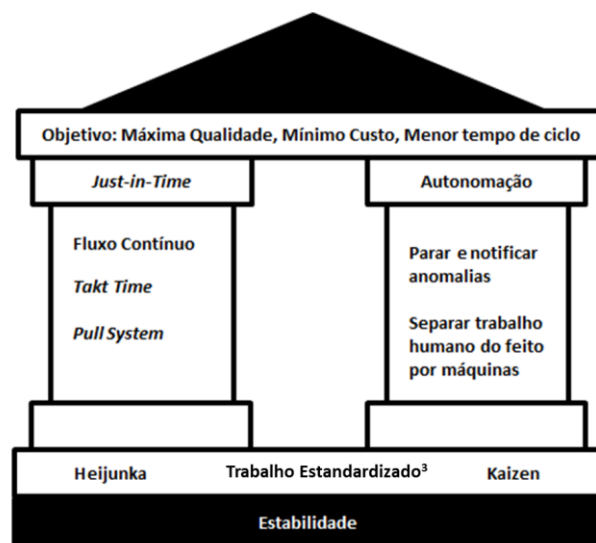 Objetivo: Máxima Qualidade, Mínimo Custo, Menor tempo de ciclo
Just-in-Time
Fluxo Contínuo
Takt Time
Pull System
Autonomação
Parar e notificar
anomalias
Separar trabalho
humano do feito
por máquinas
Heijunka
Trabalho Estandardizado³
Kaizen
Estabilidade